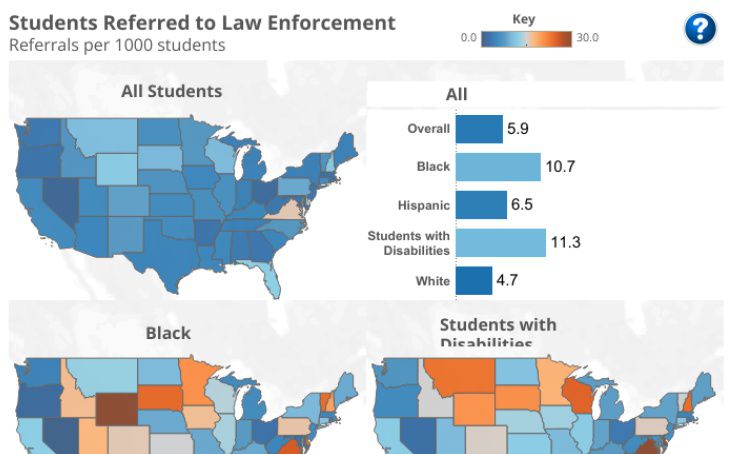 Students Referred to Law Enforcement
Referrals per 1000 students
Key
0.0
30.0
?
All Students
All
Overall
5.9
Black
10.7
Hispanic
6.5
Students with
Disabilities
11.3
White
4.7
Black
Students with
Disabilities